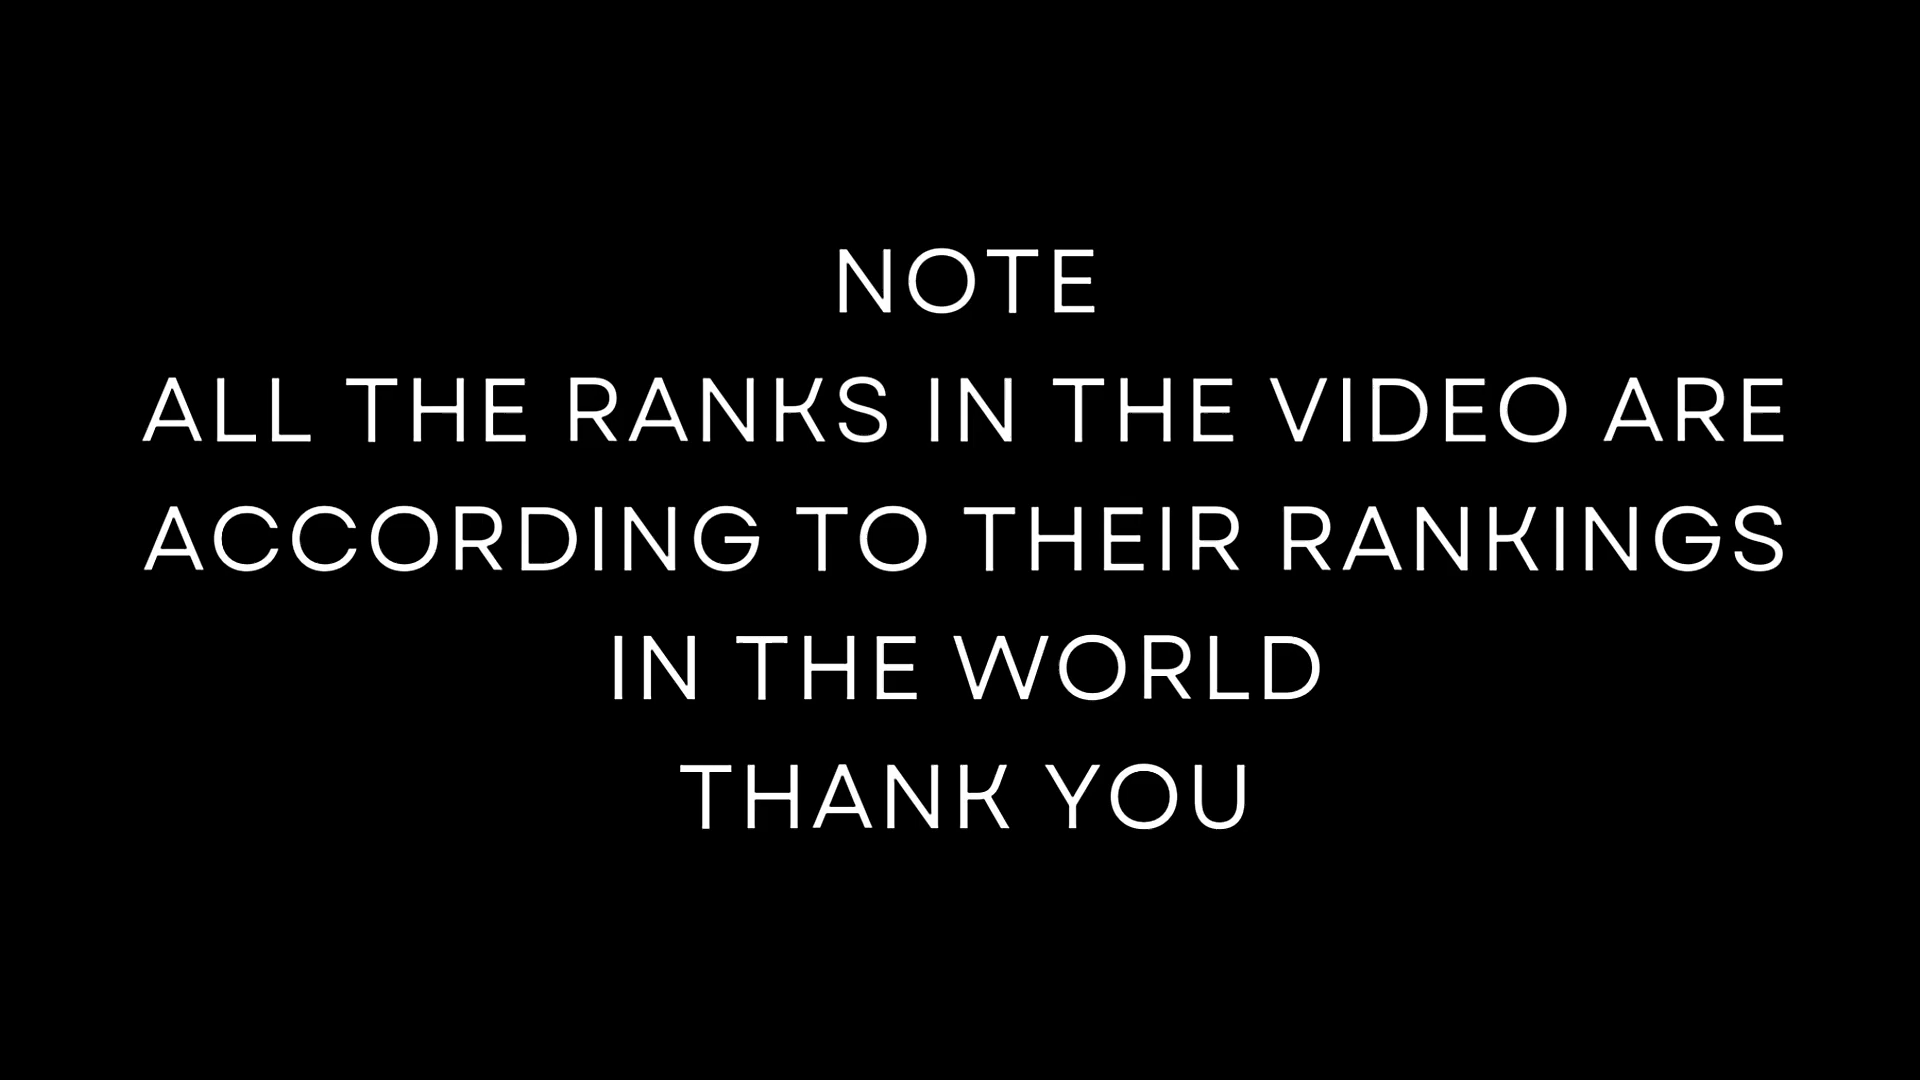 NOTE
ALL THE RANKS IN THE VIDEO ARE
ACCORDING TO THEIR RANKINGS
IN THE WORLD
THANK YOU